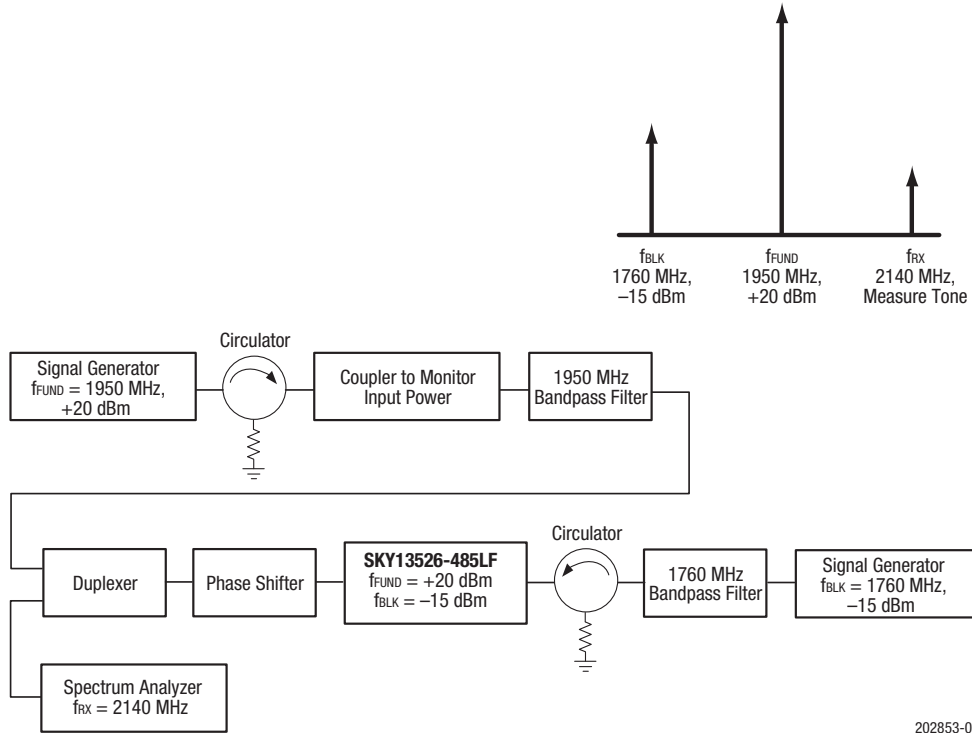 fBLK
1760 MHz,
–15 dBm
fFUND
1950 MHz,
+20 dBm
fRX
2140 MHz,
Measure Tone
Signal Generator
fFUND = 1950 MHz,
+20 dBm
Circulator
Coupler to Monitor
Input Power
1950 MHz
Bandpass Filter
Duplexer
Phase Shifter
SKY13526-485LF
fFUND = +20 dBm
fBLK = –15 dBm
Circulator
1760 MHz
Bandpass Filter
Signal Generator
fBLK = 1760 MHz,
–15 dBm
Spectrum Analyzer
fRX = 2140 MHz
202853-0